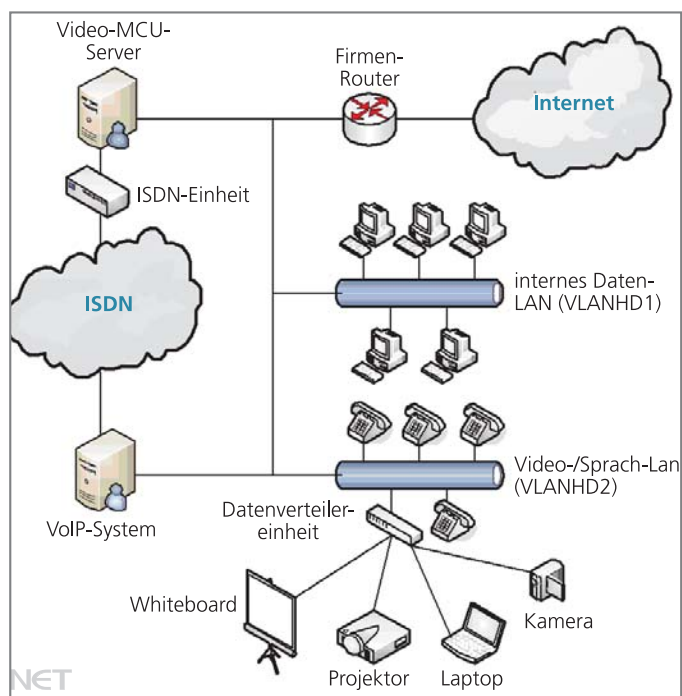 Video-MCU-
Server
Firmen-
Router
Internet
ISDN-Einheit
ISDN
internes Daten-
LAN (VLANHD1)
Video-/Sprach-Lan
(VLANHD2)
VoIP-System
Datenverteiler-
einheit
Whiteboard
Projektor
Laptop
Kamera
NET